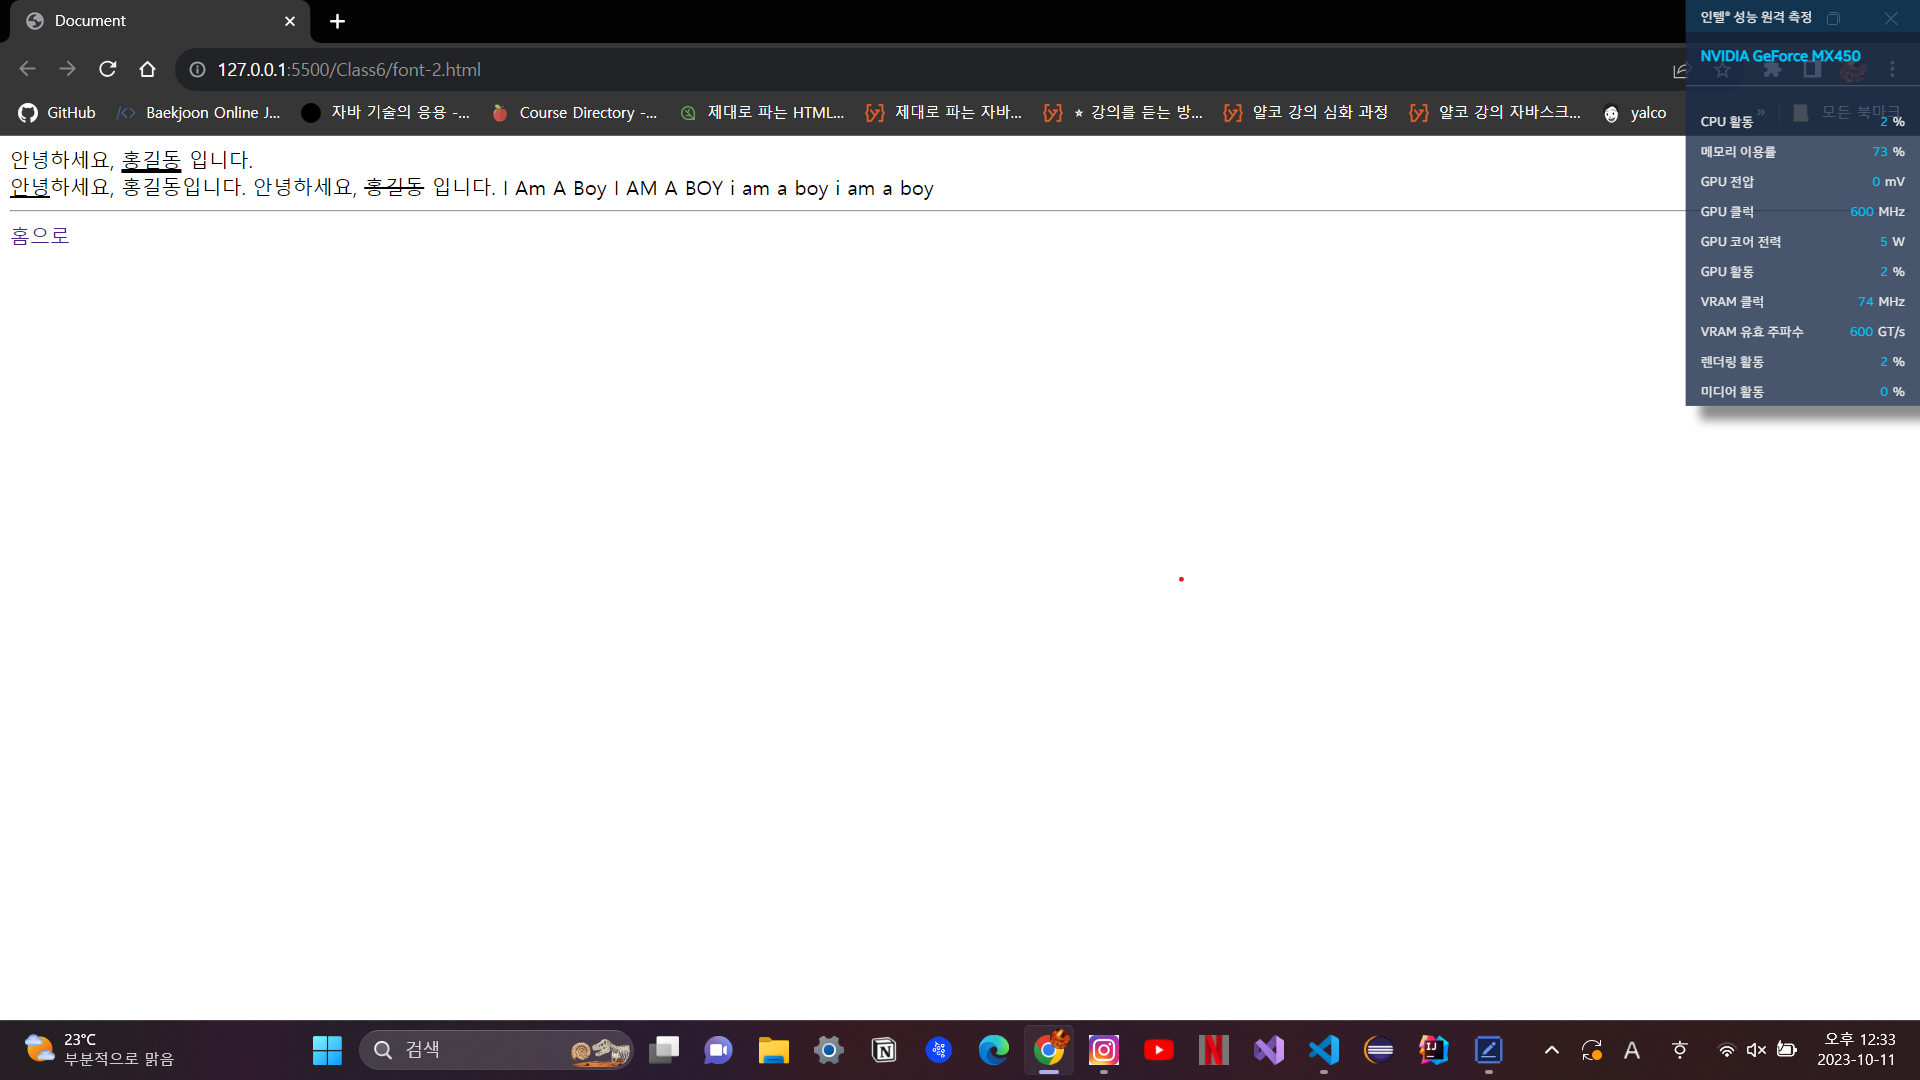 Document
인텔® 성능 원격 측정
127.0.0.1:5500/Class6/font-2.html
NVIDIA GeForce MX450
GitHub
Baekjoon Online J...
자바 기술의 응용 -...
Course Directory -...
제대로 파는 HTML...
제대로 파는 자바...
★ 강의를 듣는 방...
얄코 강의 심화 과정
얄코 강의 자바스크...
yalco
» 모든 북마크
CPU 활동 2 %
메모리 이용률 73 %
GPU 전압 0 mV
GPU 클럭 600 MHz
GPU 코어 전력 5 W
GPU 활동 2 %
VRAM 클럭 74 MHz
VRAM 유효 주파수 600 GT/s
렌더링 활동 2 %
미디어 활동 0 %
안녕하세요, 홍길동 입니다.
안녕하세요, 홍길동입니다. 안녕하세요, 홍길동 입니다. I Am A Boy I AM A BOY i am a boy i am a boy
홈으로
23°C
부분적으로 맑음
검색
A
오후 12:33
2023-10-11